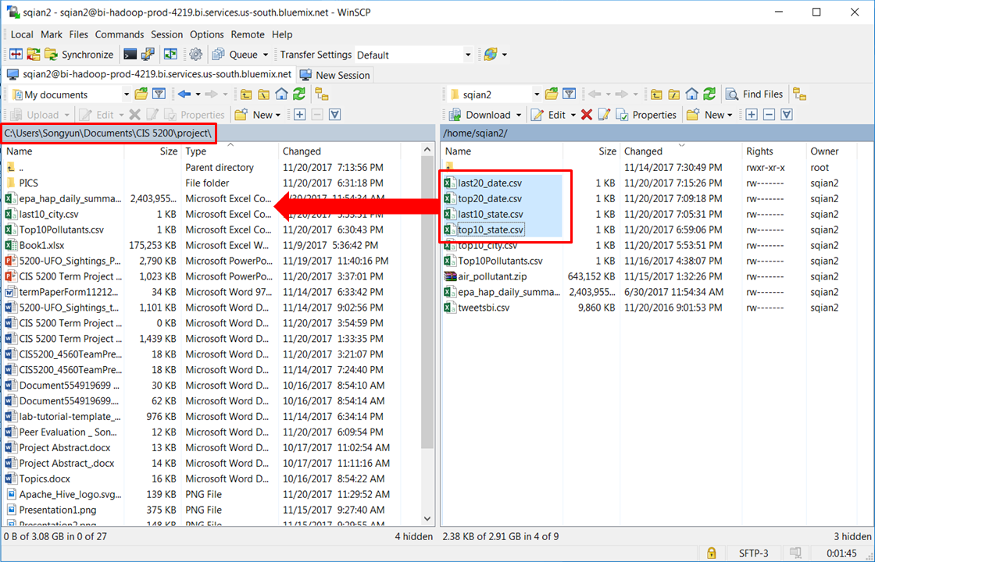 sqian2 - sqian2@bi-hadoop-prod-4219.bi.services.us-south.bluemix.net - WinSCP
Local Mark Files Commands Session Options Remote Help
Synchronize Queue Transfer Settings Default
sqian2@bi-hadoop-prod-4219.bi.services.us-south.bluemix.net New Session
My documents
Upload Edit Properties New
C:\Users\Songyun\Documents\CIS 5200\project\
Name Size Type Changed
.. Parent directory 11/20/2017 7:13:56 PM
PICS File folder 11/20/2017 6:31:18 PM
epa_hap_daily_summa... 2,403,955... Microsoft Excel Co... 11:54:34 AM
last10_city.csv 1 KB Microsoft Excel Co... 11/20/2017 5:53:51 PM
Top10Pollutants.csv 1 KB Microsoft Excel Co... 11/20/2017 6:30:43 PM
Book1.xlsx 175,253 KB Microsoft Excel W... 11/9/2017 5:36:42 PM
5200-UFO_Sightings_P... 2,790 KB Microsoft PowerPo... 11/19/2017 11:40:16 PM
CIS 5200 Term Project ... 1,023 KB Microsoft PowerPo... 11/20/2017 3:37:01 PM
termPaperForm11212... 34 KB Microsoft Word 97... 11/14/2017 6:33:42 PM
5200-UFO_Sightings_t... 1,101 KB Microsoft Word D... 11/14/2017 9:02:56 PM
CIS 5200 Term Project ... 0 KB Microsoft Word D... 11/20/2017 3:54:59 PM
CIS 5200 Term Project ... 1,439 KB Microsoft Word D... 11/20/2017 1:33:35 PM
CIS5200_4560TeamPre... 18 KB Microsoft Word D... 11/20/2017 3:21:07 PM
CIS5200_4560TeamPre... 18 KB Microsoft Word D... 11/14/2017 7:24:40 PM
Document554919699 ... 30 KB Microsoft Word D... 10/16/2017 8:54:10 AM
Document554919699.... 62 KB Microsoft Word D... 10/16/2017 8:54:14 AM
lab-tutorial-template_... 976 KB Microsoft Word D... 11/14/2017 6:34:14 PM
Peer Evaluation _ Son... 12 KB Microsoft Word D... 11/20/2017 6:09:54 PM
Project Abstract.docx 13 KB Microsoft Word D... 10/17/2017 11:02:54 AM
Project Abstract_.docx 14 KB Microsoft Word D... 10/17/2017 11:11:16 AM
Topics.docx 16 KB Microsoft Word D... 10/16/2017 8:54:22 AM
Apache_Hive_logo.svg... 139 KB PNG File 11/20/2017 11:29:52 AM
Presentation1.png 375 KB PNG File 11/15/2017 9:27:40 AM
Presentation2.png 148 KB PNG File 11/15/2017 9:29:55 AM
0 B of 3.08 GB in 0 of 27 4 hidden
sqian2 Find Files
Download Edit Properties New
/home/sqian2/
Name Size Changed Rights Owner
11/14/2017 7:30:49 PM rwxr-xr-x root
last20_date.csv 1 KB 11/20/2017 7:15:26 PM rw------- sqian2
top20_date.csv 1 KB 11/20/2017 7:09:18 PM rw------- sqian2
last10_state.csv 1 KB 11/20/2017 7:05:31 PM rw------- sqian2
top10_state.csv 1 KB 11/20/2017 6:59:06 PM rw------- sqian2
top10_city.csv 1 KB 11/20/2017 5:53:51 PM rw------- sqian2
Top10Pollutants.csv 1 KB 11/16/2017 4:38:07 PM rw------- sqian2
air_pollutant.zip 643,152 KB 11/15/2017 1:32:26 PM rw------- sqian2
epa_hap_daily_summa... 2,403,955... 6/30/2017 11:54:34 AM rw------- sqian2
tweetsbi.csv 9,860 KB 11/20/2016 9:01:53 PM rw------- sqian2
2.38 KB of 2.91 GB in 4 of 9 3 hidden
SFTP-3 0:01:45